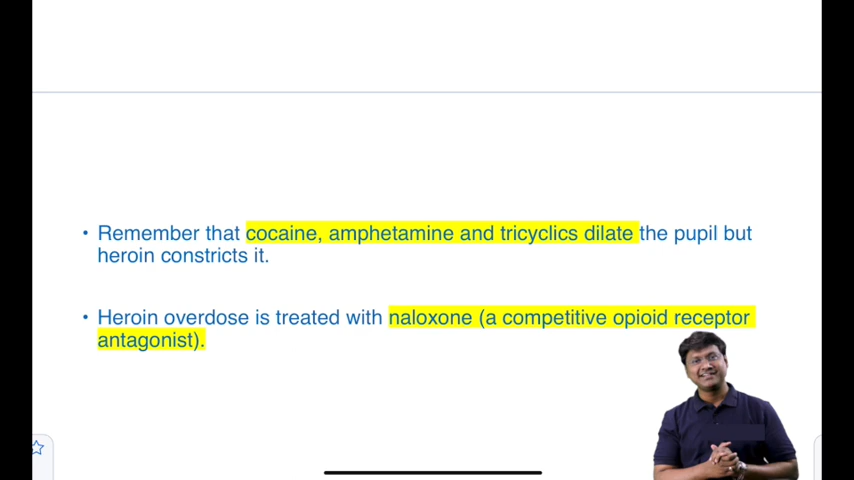 • Remember that cocaine, amphetamine and tricyclics dilate the pupil but
heroin constricts it.
• Heroin overdose is treated with naloxone (a competitive opioid receptor
antagonist).